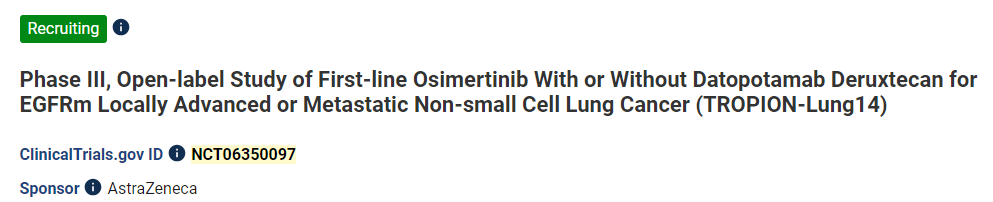 Recruiting
Phase III, Open-label Study of First-line Osimertinib With or Without Datopotamab Deruxtecan for
EGFRm Locally Advanced or Metastatic Non-small Cell Lung Cancer (TROPION-Lung14)
ClinicalTrials.gov ID NCT06350097
Sponsor AstraZeneca